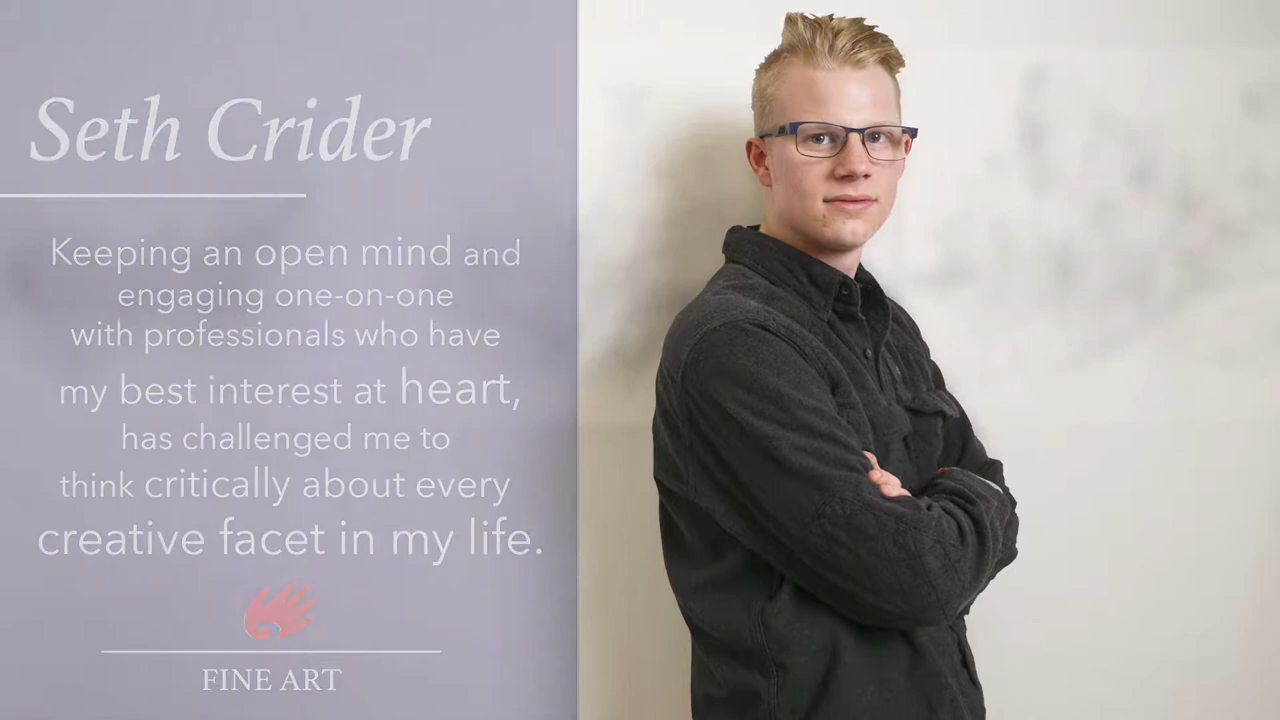 Seth Crider
Keeping an open mind and
engaging one-on-one
with professionals who have
my best interest at heart,
has challenged me to
think critically about every
creative facet in my life.
FINE ART